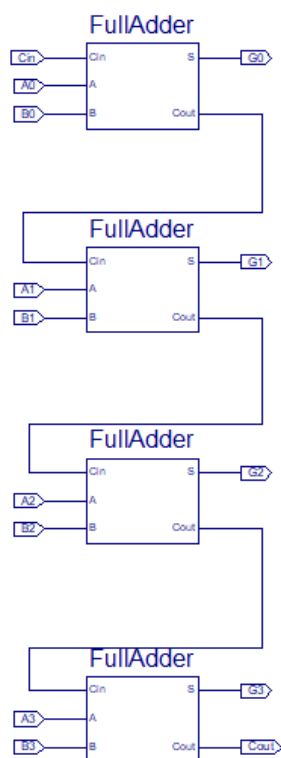 FullAdder
Cin Cin S G0
A0 A
B0 B Cout
FullAdder
Cin S G1
A1 A
B1 B Cout
FullAdder
Cin S G2
A2 A
B2 B Cout
FullAdder
Cin S G3
A3 A
B3 B Cout Cout